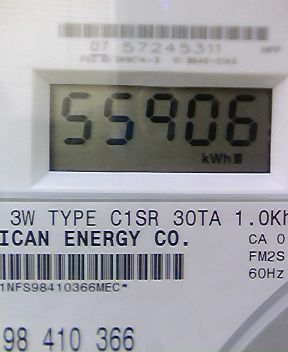 07 57245311
55906
kWh
3W TYPE C1SR 30TA 1.0Kh
ICAN ENERGY CO.
CA 0
FM2S
60Hz
1NFS98410366MEC*
98 410 366